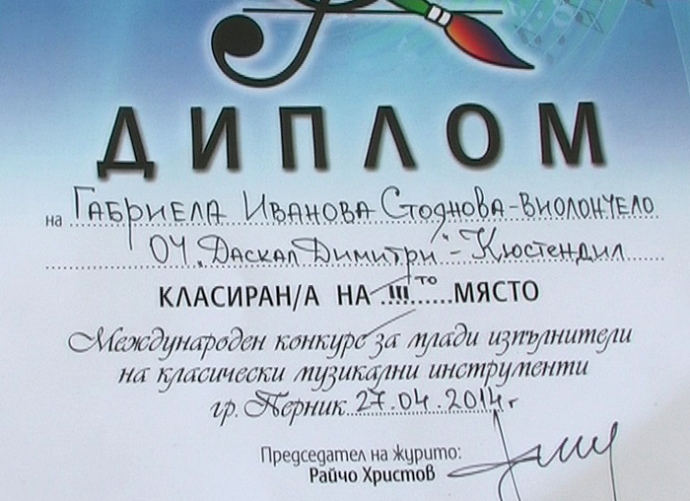 ДИПЛОМ
на Габриела Иванова Стоянова - виолончело
ОУ „Даскал Димитри" - Кюстендил
КЛАСИРАН/А НА ..III то......МЯСТО
Международен конкурс за млади изпълнители
на класически музикални инструменти
гр. Перник 27.04.2014г
Председател на журито:
Райчо Христов